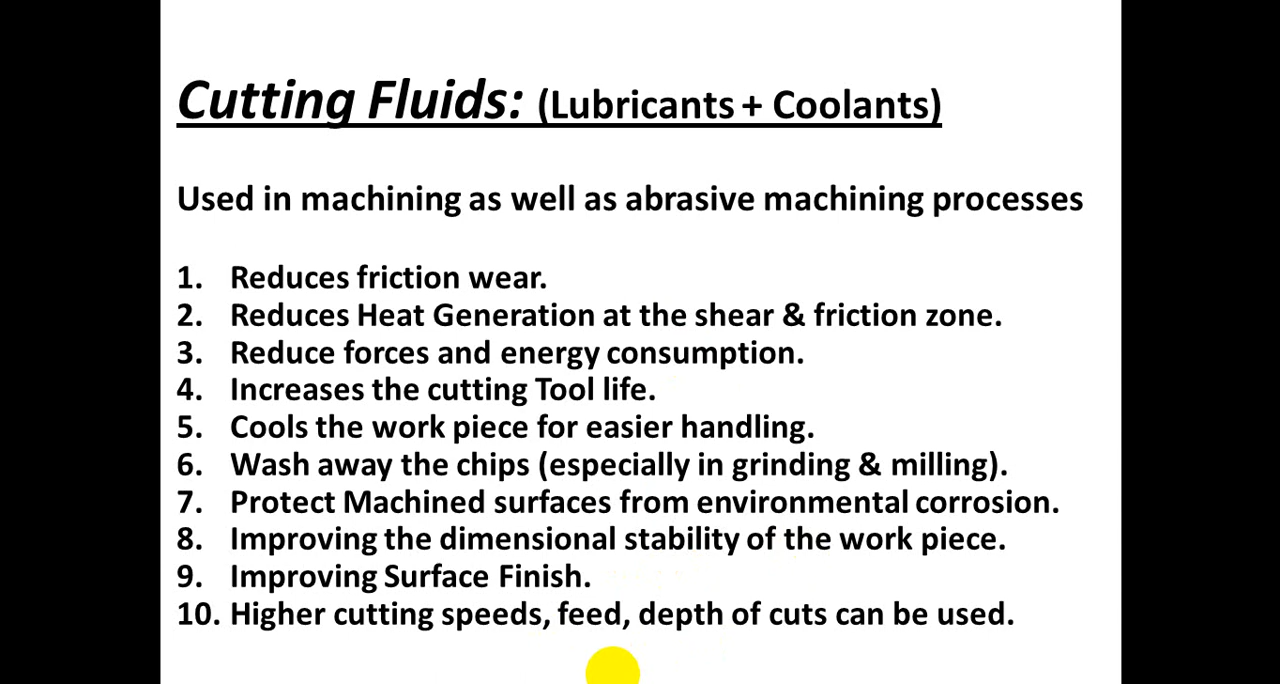 Cutting Fluids: (Lubricants + Coolants)
Used in machining as well as abrasive machining processes
1. Reduces friction wear.
2. Reduces Heat Generation at the shear & friction zone.
3. Reduce forces and energy consumption.
4. Increases the cutting Tool life.
5. Cools the work piece for easier handling.
6. Wash away the chips (especially in grinding & milling).
7. Protect Machined surfaces from environmental corrosion.
8. Improving the dimensional stability of the work piece.
9. Improving Surface Finish.
10. Higher cutting speeds, feed, depth of cuts can be used.